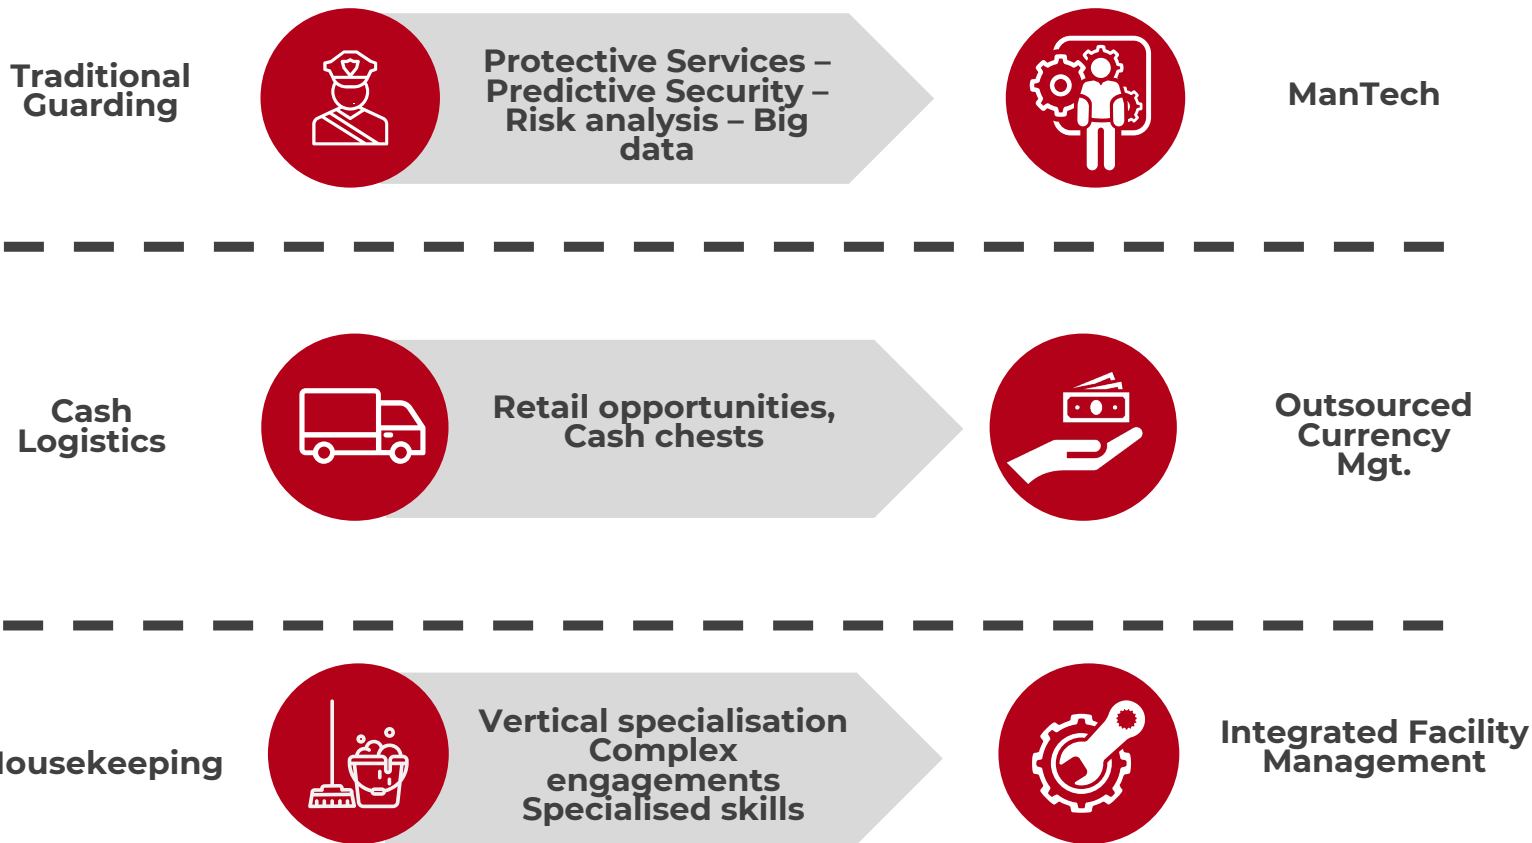 Traditional
Guarding
Protective Services –
Predictive Security –
Risk analysis – Big
data
ManTech
Cash
Logistics
Retail opportunities,
Cash chests
Outsourced
Currency
Mgt.
Housekeeping
Vertical specialisation
Complex
engagements
Specialised skills
Integrated Facility
Management